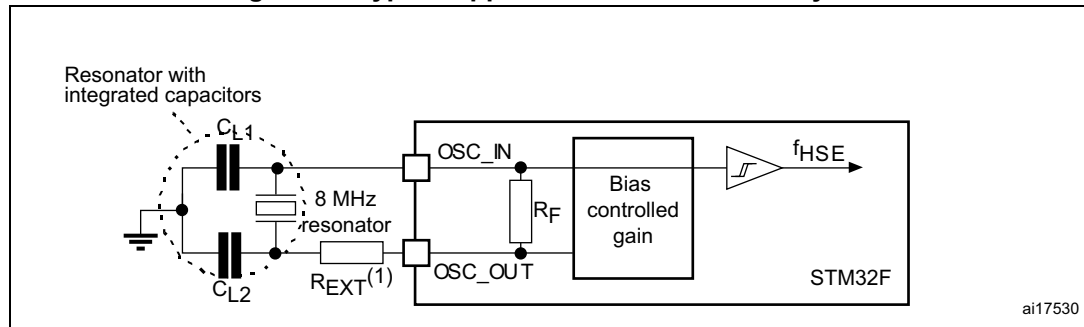 Resonator with
integrated capacitors
CL1
OSC_IN
fHSE
8 MHz
resonator
RF
Bias
controlled
gain
REXT(1)
OSC_OUT
STM32F
CL2
ai17530